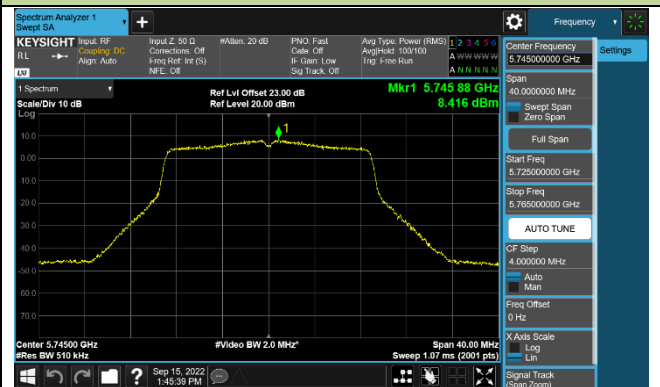 Spectrum Analyzer 1
Swept SA
Frequency
KEYSIGHT
RL
Input: RF
Coupling: DC
Align: Auto
Input Z: 50 Ω
Corrections: Off
Freq Ref: Int (S)
NFE: Off
#Atten: 20 dB
PNO: Fast
Gate: Off
IF Gain: Low
Sig Track: Off
Avg Type: Power (RMS)
Avg|Hold: 100/100
Trig: Free Run
1 2 3 4 5 6
A W W W W W
A N N N N N
LXI
1 Spectrum
Scale/Div 10 dB
Log
Ref Lvl Offset 23.00 dB
Ref Level 20.00 dBm
Mkr1 5.745 88 GHz
8.416 dBm
1
10.0
0.00
-10.0
-20.0
-30.0
-40.0
-50.0
-60.0
-70.0
Center 5.74500 GHz
#Res BW 510 kHz
#Video BW 2.0 MHz*
Span 40.00 MHz
Sweep 1.07 ms (2001 pts)
Center Frequency
5.745000000 GHz
Settings
Span
40.0000000 MHz
Swept Span
Zero Span
Full Span
Start Freq
5.725000000 GHz
Stop Freq
5.765000000 GHz
AUTO TUNE
CF Step
4.000000 MHz
Auto
Man
Freq Offset
0 Hz
X Axis Scale
Log
Lin
Signal Track
(Span Zoom)
?
Sep 15, 2022
1:45:39 PM